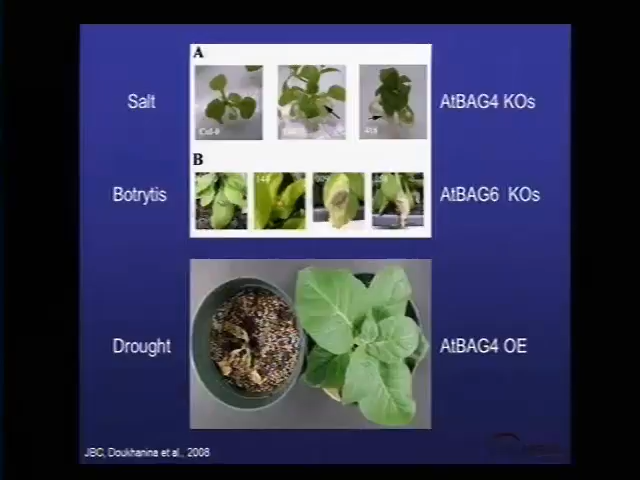 A
Salt
AtBAG4 KOs
Col-0
B
Botrytis
AtBAG6 KOs
Drought
AtBAG4 OE
JBC, Doukhanina et al., 2008